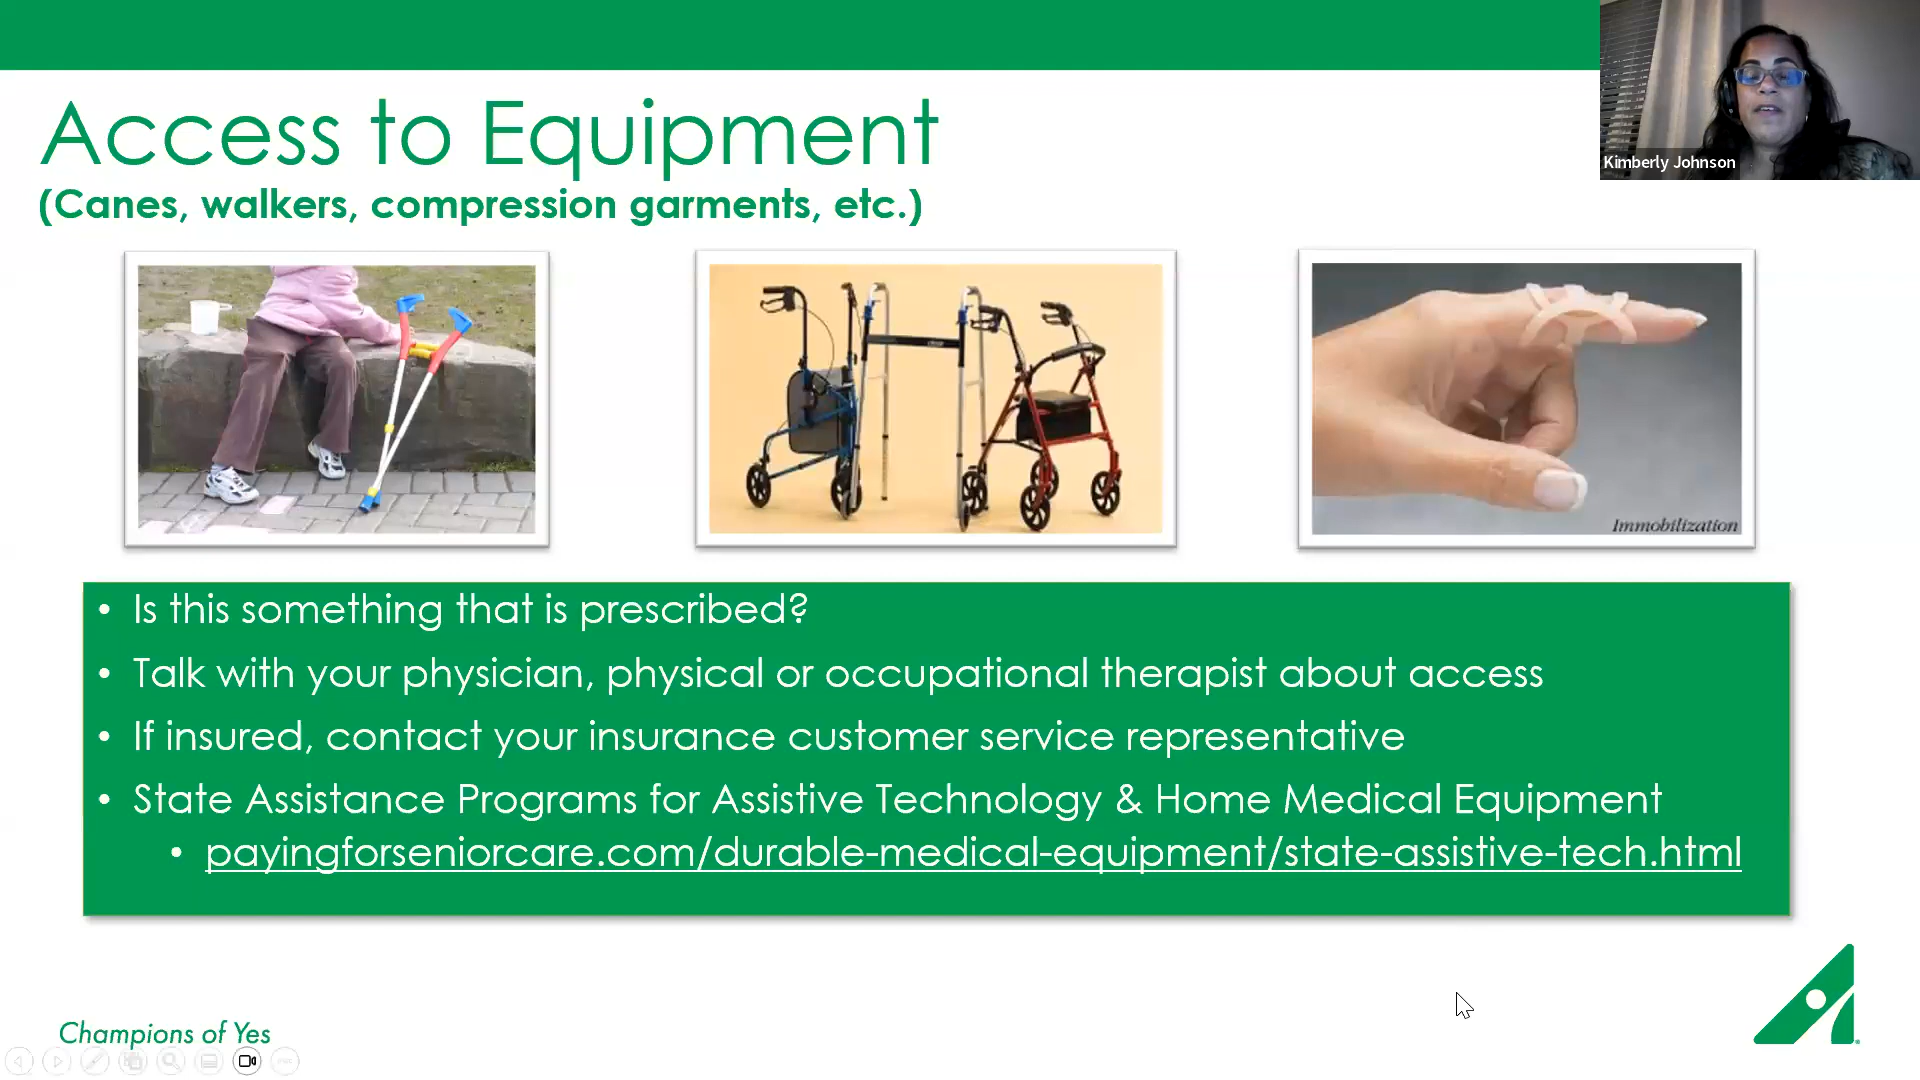 Kimberly Johnson
Access to Equipment
(Canes, walkers, compression garments, etc.)
Immobilization
• Is this something that is prescribed?
• Talk with your physician, physical or occupational therapist about access
• If insured, contact your insurance customer service representative
• State Assistance Programs for Assistive Technology & Home Medical Equipment
• payingforseniorcare.com/durable-medical-equipment/state-assistive-tech.html
Champions of Yes